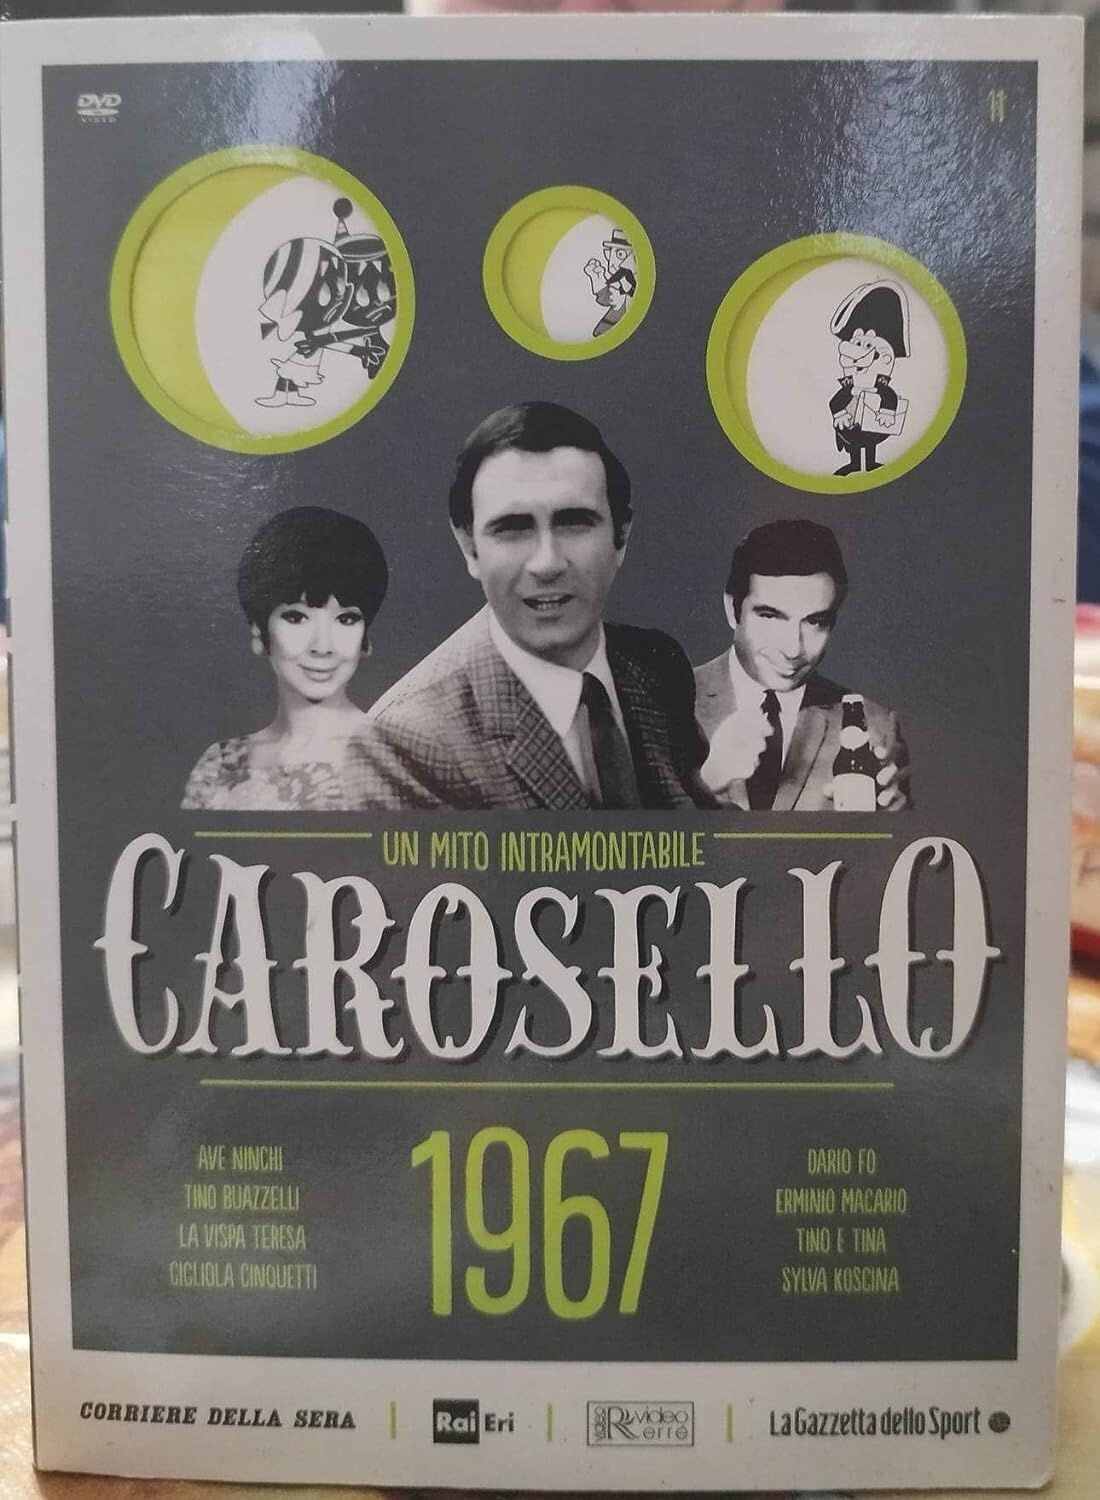 DVD
VIDEO
11
UN MITO INTRAMONTABILE
CAROSELLO
1967
AVE NINCHI
TINO BUAZZELLI
LA VISPA TERESA
GIGLIOLA CINQUETTI
DARIO FO
ERMINIO MACARIO
TINO E TINA
SYLVA KOSCINA
CORRIERE DELLA SERA
Rai Eri
video erre
La Gazzetta dello Sport